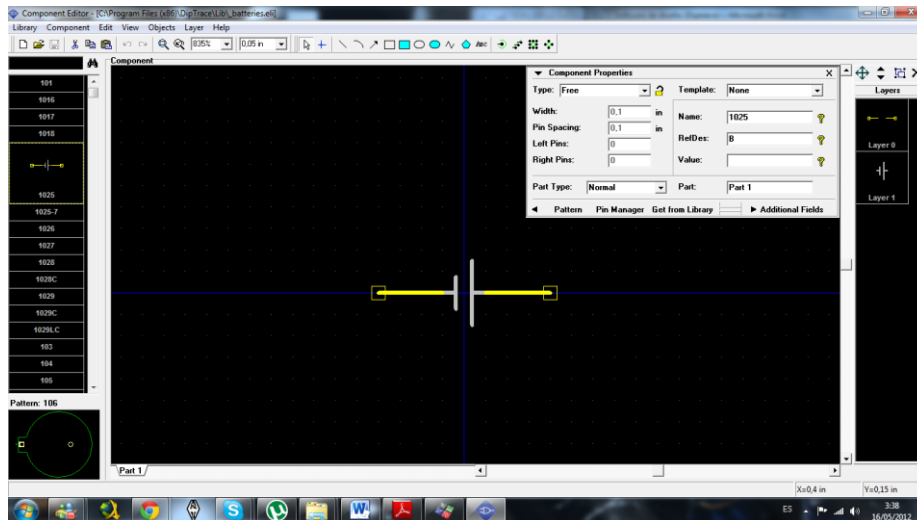 Component Editor - [C:\Program Files (x86)\DipTrace\Lib\_batteries.eli]
Library Component Edit View Objects Layer Help
835% 0,05 in Abc
Component
101
1016
1017
1018
1025
1025-7
1026
1027
1028
1028C
1029
1029C
1029LC
103
104
105
Pattern: 106
Component Properties X
Type: Free Template: None
Width: 0,1 in Name: 1025 ?
Pin Spacing: 0,1 in RefDes: B ?
Left Pins: 0
Right Pins: 0 Value: ?
Part Type: Normal Part: Part 1
Pattern Pin Manager Get from Library Additional Fields
Layers
Layer 0
Layer 1
Part 1
X=0,4 in Y=0,15 in
ES 3:38
16/05/2012